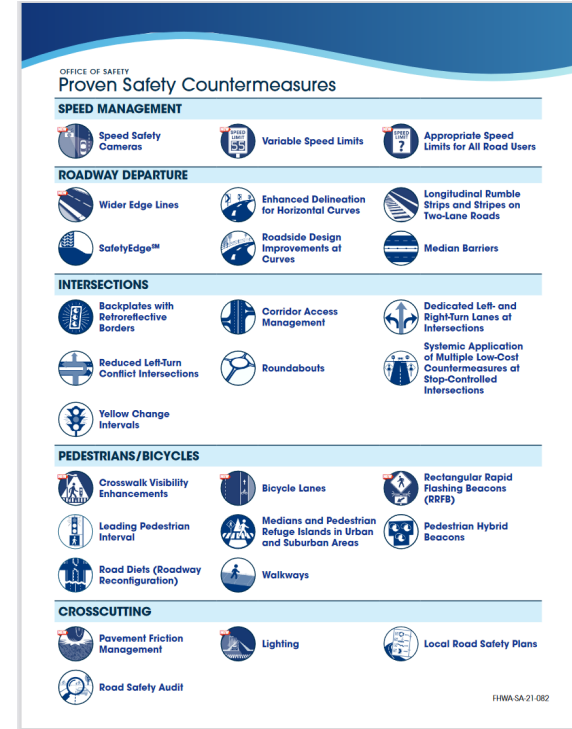 OFFICE OF SAFETY
Proven Safety Countermeasures
SPEED MANAGEMENT
Speed Safety
Cameras
Variable Speed Limits
SPEED
LIMIT
55
Appropriate Speed
Limits for All Road Users
SPEED
LIMIT
?
ROADWAY DEPARTURE
Wider Edge Lines
Enhanced Delineation
for Horizontal Curves
Longitudinal Rumble
Strips and Stripes on
Two-Lane Roads
SafetyEdge℠
Roadside Design
Improvements at
Curves
Median Barriers
INTERSECTIONS
Backplates with
Retroreflective
Borders
Corridor Access
Management
Dedicated Left- and
Right-Turn Lanes at
Intersections
Reduced Left-Turn
Conflict Intersections
Roundabouts
Systemic Application
of Multiple Low-Cost
Countermeasures at
Stop-Controlled
Intersections
Yellow Change
Intervals
PEDESTRIANS/BICYCLES
Crosswalk Visibility
Enhancements
Bicycle Lanes
Rectangular Rapid
Flashing Beacons
(RRFB)
Leading Pedestrian
Interval
Medians and Pedestrian
Refuge Islands in Urban
and Suburban Areas
Pedestrian Hybrid
Beacons
Road Diets (Roadway
Reconfiguration)
Walkways
CROSSCUTTING
Pavement Friction
Management
Lighting
Local Road Safety Plans
Road Safety Audit
FHWA-SA-21-082